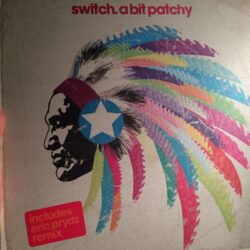 switch. a bit patchy
includes
eric prydz
remix